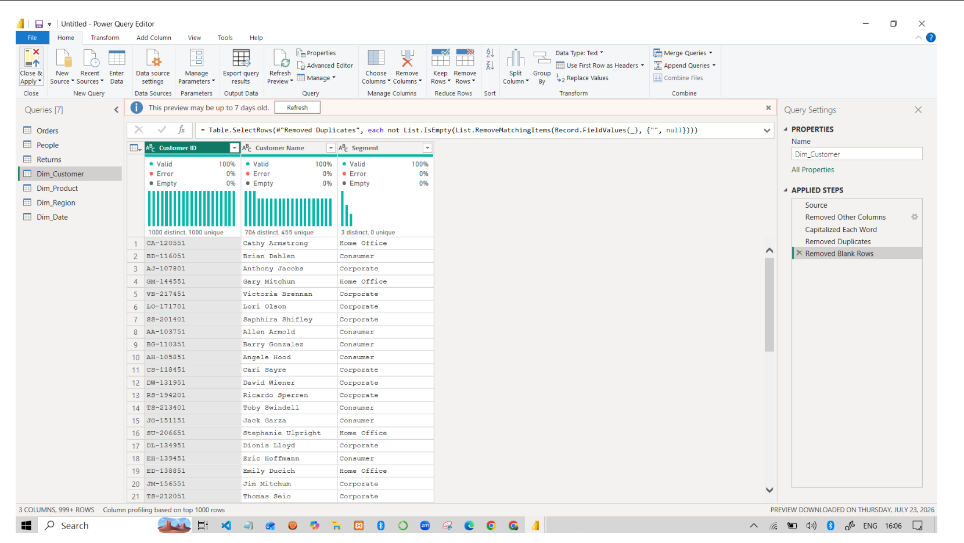 Untitled - Power Query Editor
File Home Transform Add Column View Tools Help
Close & Apply New Source Recent Sources Enter Data Data source settings Manage Parameters Export query results Refresh Preview Properties Advanced Editor Manage Choose Columns Remove Columns Keep Rows Remove Rows Split Column Group By Data Type: Text Use First Row as Headers Replace Values Merge Queries Append Queries Combine Files
Close New Query Data Sources Parameters Output Data Query Manage Columns Reduce Rows Sort Transform Combine
Queries [7]
Orders
People
Returns
Dim_Customer
Dim_Product
Dim_Region
Dim_Date
This preview may be up to 7 days old. Refresh
fx = Table.SelectRows(#"Removed Duplicates", each not List.IsEmpty(List.RemoveMatchingItems(Record.FieldValues(_), {"", null})))
Customer ID Customer Name Segment
Valid 100% Valid 100% Valid 100%
Error 0% Error 0% Error 0%
Empty 0% Empty 0% Empty 0%
1000 distinct, 1000 unique 706 distinct, 455 unique 3 distinct, 0 unique
1 CA-120551 Cathy Armstrong Home Office
2 BD-116051 Brian Dahlen Consumer
3 AJ-107801 Anthony Jacobs Corporate
4 GM-144551 Gary Mitchum Home Office
5 VB-217451 Victoria Brennan Corporate
6 LO-171701 Lori Olson Corporate
7 SS-201401 Saphhira Shifley Corporate
8 AA-103751 Allen Armold Consumer
9 BG-110351 Barry Gonzalez Consumer
10 AH-105851 Angele Hood Consumer
11 CS-118451 Cari Sayre Corporate
12 DW-131951 David Wiener Corporate
13 RS-194201 Ricardo Sperren Corporate
14 TS-213401 Toby Swindell Consumer
15 JG-151151 Jack Garza Consumer
16 SU-206651 Stephanie Ulpright Home Office
17 DL-134951 Dionis Lloyd Corporate
18 EH-139451 Eric Hoffmann Consumer
19 ED-138851 Emily Ducich Home Office
20 JM-156551 Jim Mitchum Corporate
21 TS-212051 Thomas Seio Corporate
Query Settings
PROPERTIES
Name
Dim_Customer
All Properties
APPLIED STEPS
Source
Removed Other Columns
Capitalized Each Word
Removed Duplicates
Removed Blank Rows
3 COLUMNS, 999+ ROWS Column profiling based on top 1000 rows PREVIEW DOWNLOADED ON THURSDAY, JULY 23, 2026
Search ENG 16:06